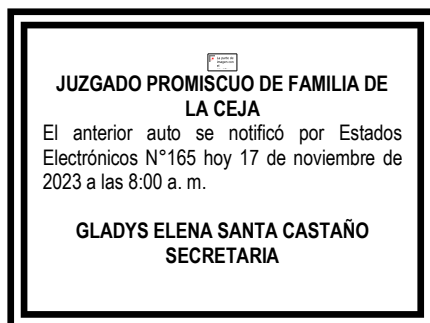 JUZGADO PROMISCUO DE FAMILIA DE
LA CEJA
El anterior auto se notificó por Estados
Electrónicos N°165 hoy 17 de noviembre de
2023 a las 8:00 a. m.
GLADYS ELENA SANTA CASTAÑO
SECRETARIA